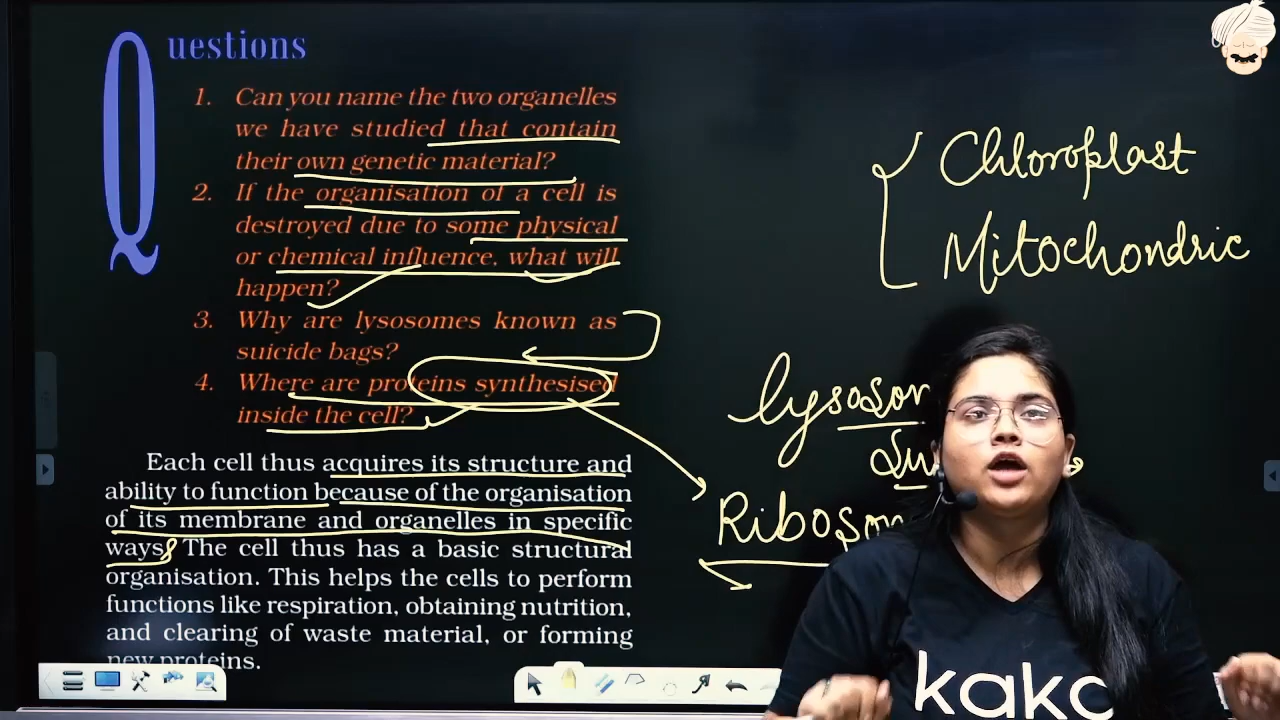 Questions
1. Can you name the two organelles
we have studied that contain
their own genetic material?
2. If the organisation of a cell is
destroyed due to some physical
or chemical influence, what will
happen?
3. Why are lysosomes known as
suicide bags?
4. Where are proteins synthesised
inside the cell?
Each cell thus acquires its structure and
ability to function because of the organisation
of its membrane and organelles in specific
ways. The cell thus has a basic structural
organisation. This helps the cells to perform
functions like respiration, obtaining nutrition,
and clearing of waste material, or forming
new proteins.
Chloroplast
Mitochondric
lysosom
Su
Ribosom
kako